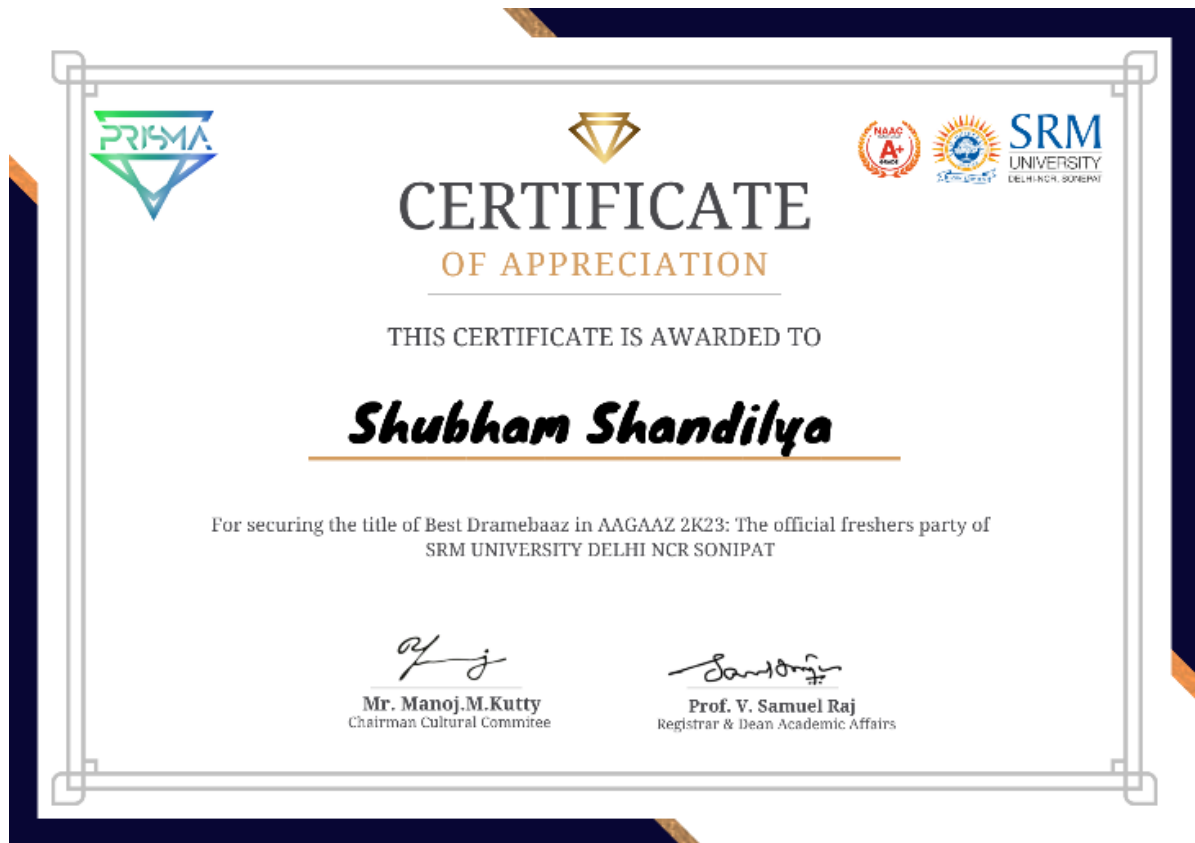 PRISMA
NAAC
A+
GRADE
SRM
UNIVERSITY
DELHI-NCR, SONEPAT
CERTIFICATE
OF APPRECIATION
THIS CERTIFICATE IS AWARDED TO
Shubham Shandilya
For securing the title of Best Dramebaaz in AAGAAZ 2K23: The official freshers party of
SRM UNIVERSITY DELHI NCR SONIPAT
Mr. Manoj.M.Kutty
Chairman Cultural Commitee
Prof. V. Samuel Raj
Registrar & Dean Academic Affairs